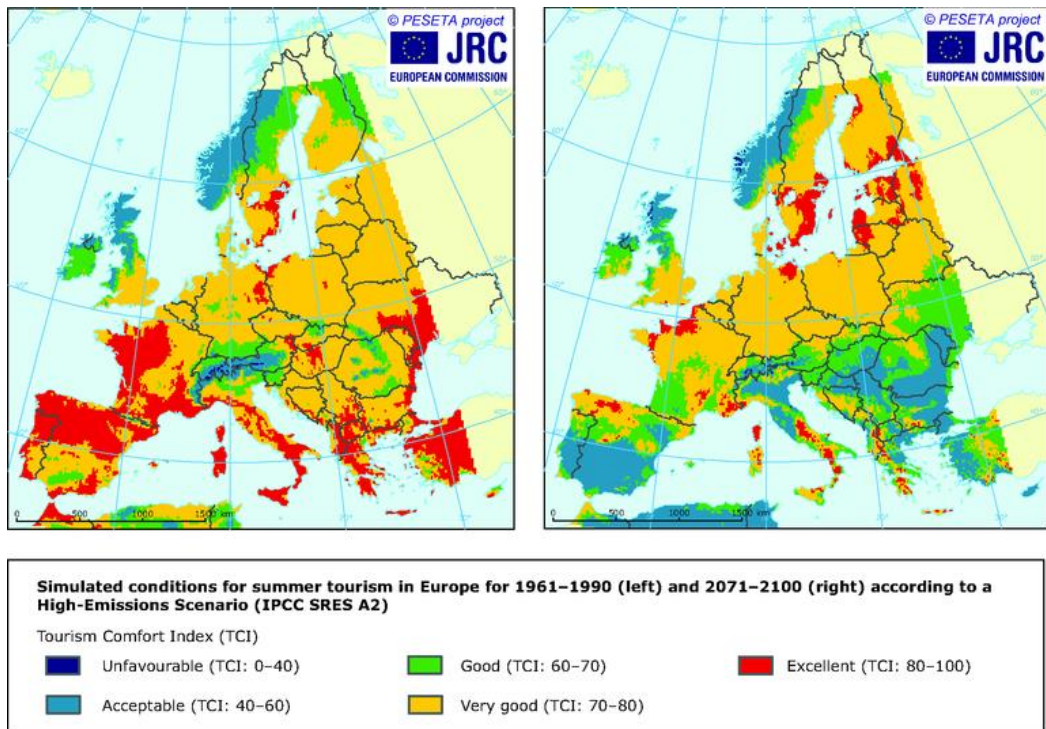 © PESETA project
JRC
EUROPEAN COMMISSION
0 500 1000 1500 km
© PESETA project
JRC
EUROPEAN COMMISSION
0 500 1000 1500 km
Simulated conditions for summer tourism in Europe for 1961–1990 (left) and 2071–2100 (right) according to a
High-Emissions Scenario (IPCC SRES A2)
Tourism Comfort Index (TCI)
Unfavourable (TCI: 0–40)
Good (TCI: 60–70)
Excellent (TCI: 80–100)
Acceptable (TCI: 40–60)
Very good (TCI: 70–80)